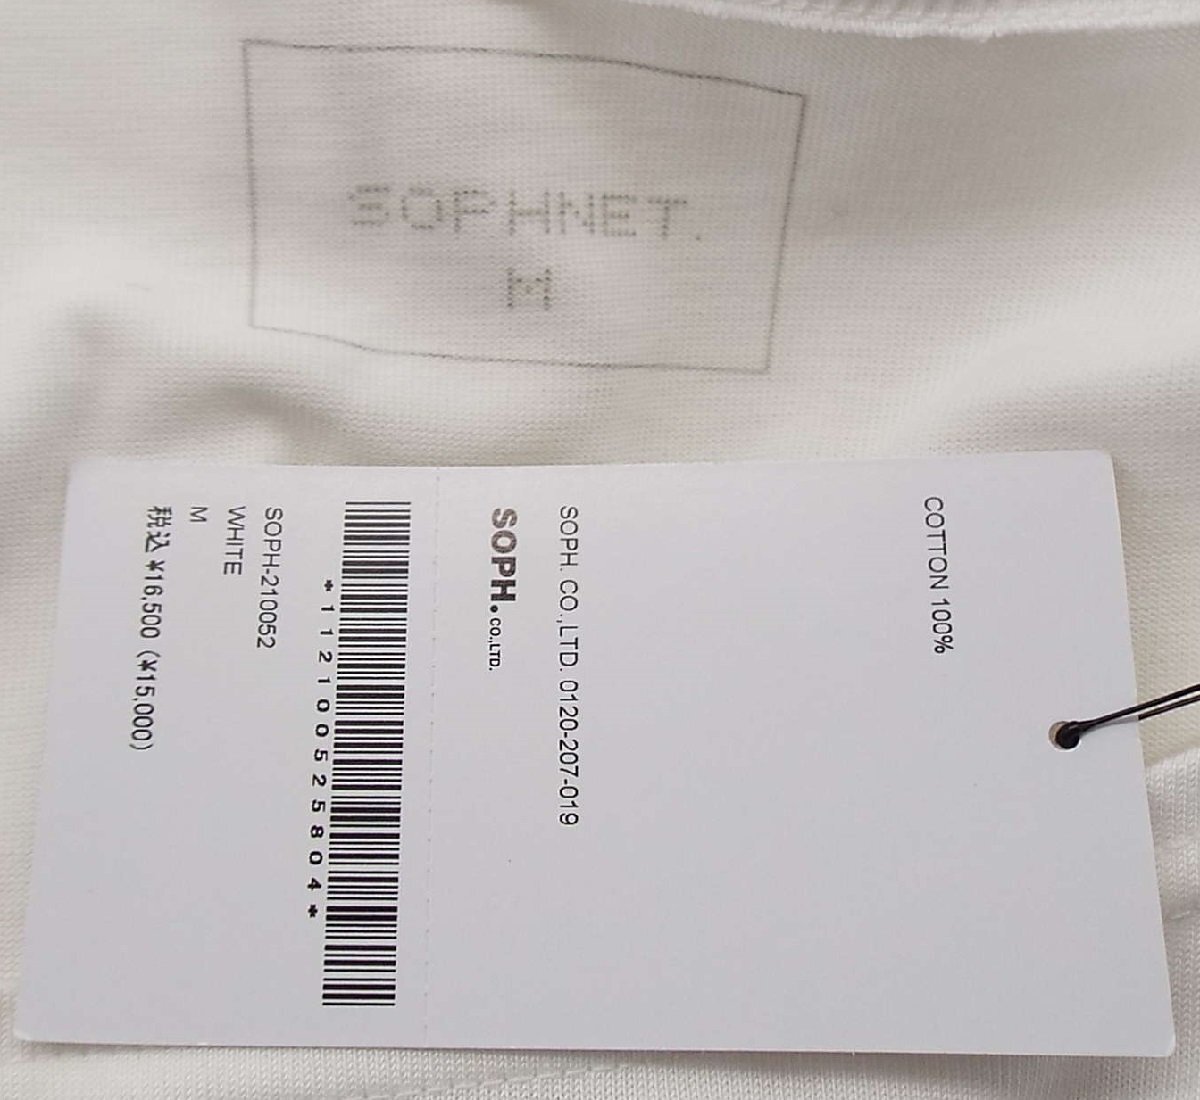 SOPHNET.
M
COTTON 100%
SOPH. CO.,LTD. 0120-207-019
SOPH.CO.,LTD.
*112100525804*
SOPH-210052
WHITE
M
税込 ¥16,500 (¥15,000)